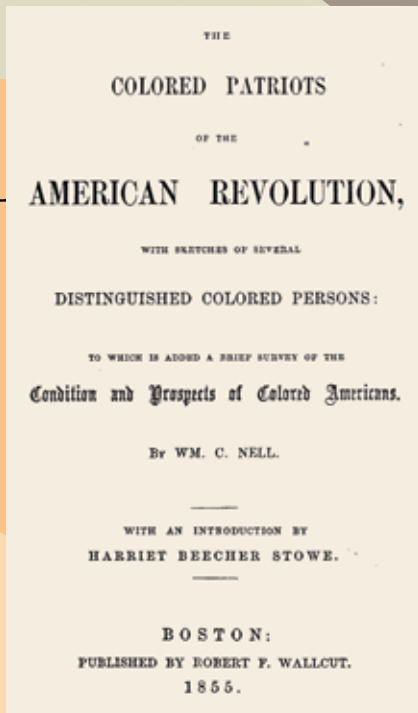 THE
COLORED PATRIOTS
OF THE
AMERICAN REVOLUTION,
WITH SKETCHES OF SEVERAL
DISTINGUISHED COLORED PERSONS:
TO WHICH IS ADDED A BRIEF SURVEY OF THE
Condition and Prospects of Colored Americans.
By WM. C. NELL.
WITH AN INTRODUCTION BY
HARRIET BEECHER STOWE.
BOSTON:
PUBLISHED BY ROBERT F. WALLCUT.
1855.